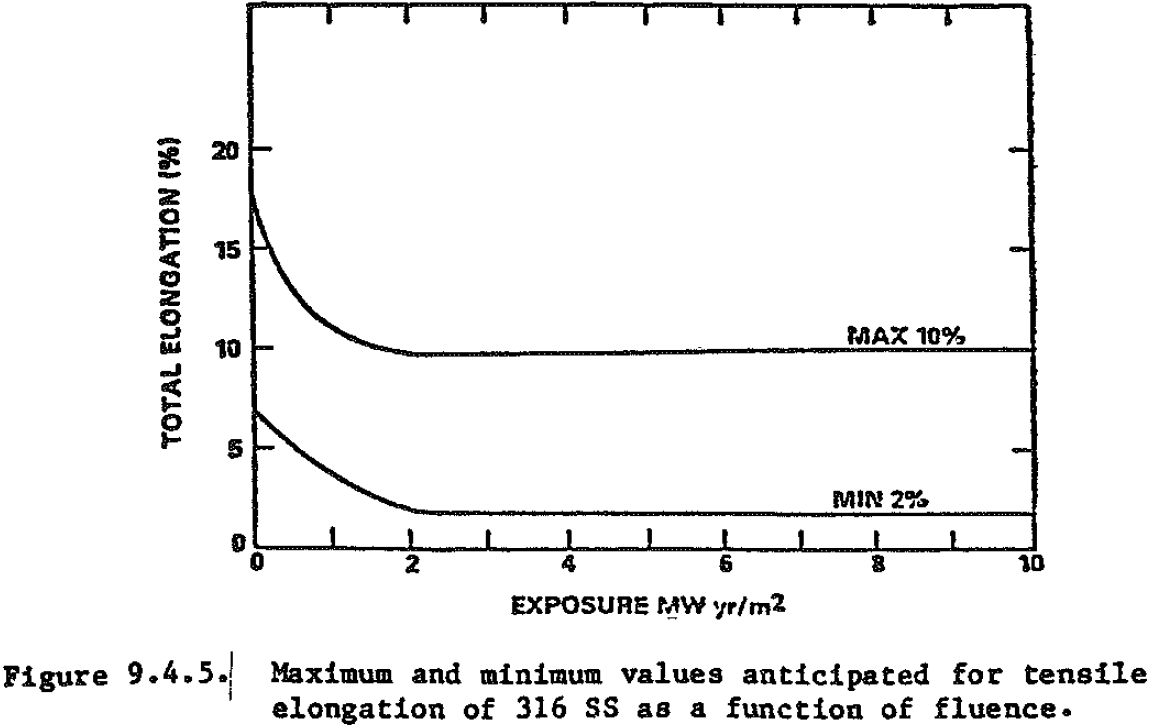 20
15
10
5
0
TOTAL ELONGATION (%)
MAX 10%
MIN 2%
0 2 4 6 8 10
EXPOSURE MW yr/m2
Figure 9.4.5. Maximum and minimum values anticipated for tensile
elongation of 316 SS as a function of fluence.